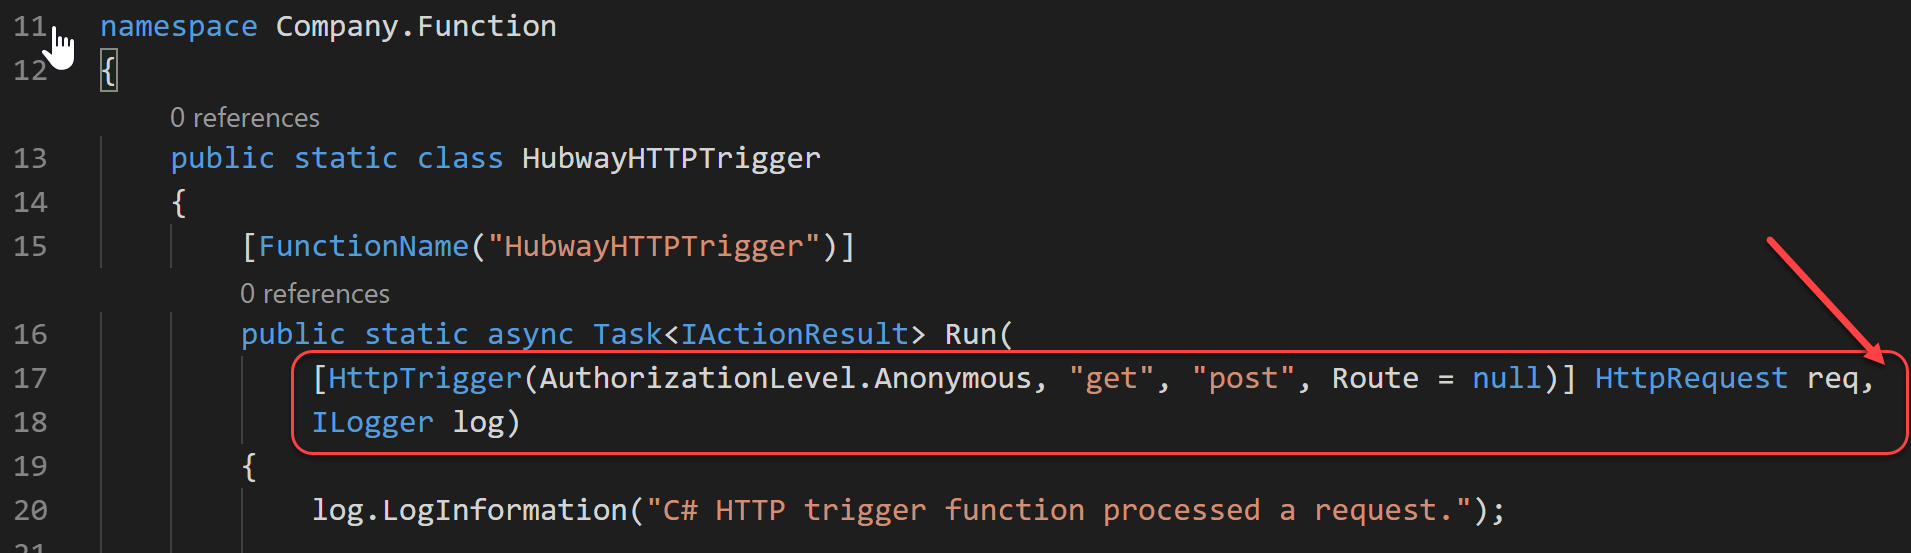 11 namespace Company.Function
12 {
0 references
13 public static class HubwayHTTPTrigger
14 {
15 [FunctionName("HubwayHTTPTrigger")]
0 references
16 public static async Task<IActionResult> Run(
17 [HttpTrigger(AuthorizationLevel.Anonymous, "get", "post", Route = null)] HttpRequest req,
18 ILogger log)
19 {
20 log.LogInformation("C# HTTP trigger function processed a request.");
21